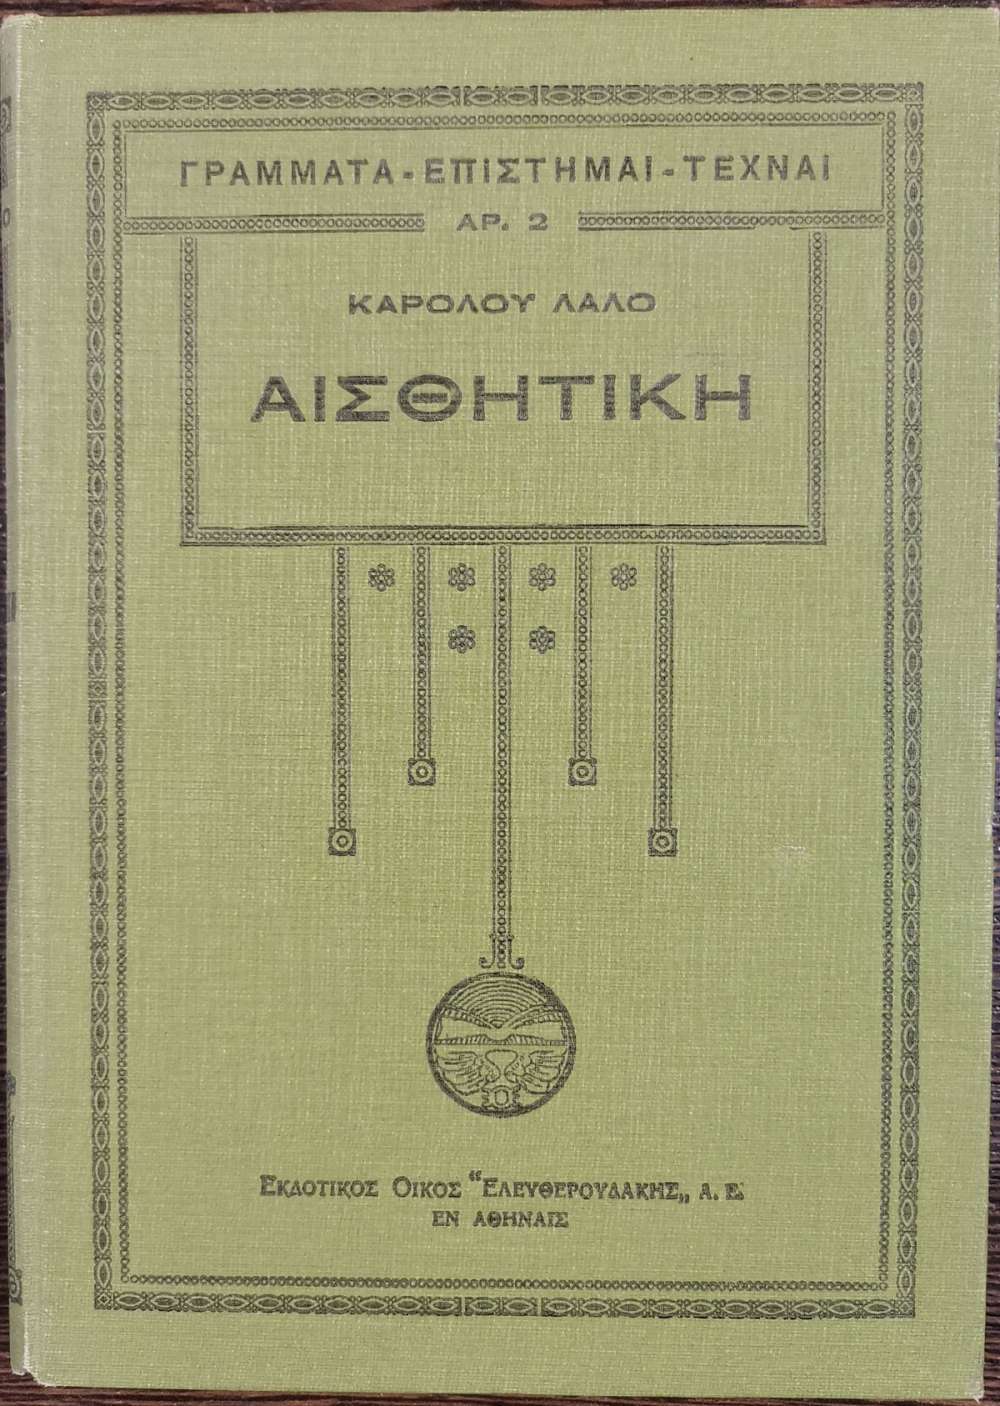 ΓΡΑΜΜΑΤΑ-ΕΠΙΣΤΗΜΑΙ-ΤΕΧΝΑΙ
ΑΡ. 2
ΚΑΡΟΛΟΥ ΛΑΛΟ
ΑΙΣΘΗΤΙΚΗ
ΕΚΔΟΤΙΚΟΣ ΟΙΚΟΣ “ΕΛΕΥΘΕΡΟΥΔΑΚΗΣ„ Α. Ε.
ΕΝ ΑΘΗΝΑΙΣ